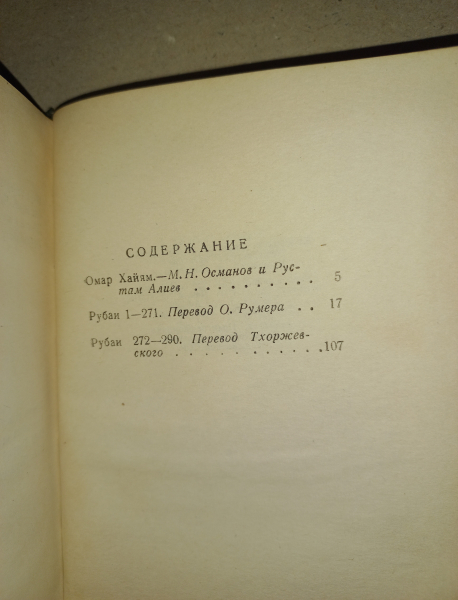 СОДЕРЖАНИЕ
Омар Хайям.—М. Н. Османов и Рус-
там Алиев . . . . . . . . . . 5
Рубаи 1—271. Перевод О. Румера . . 17
Рубаи 272—290. Перевод Тхоржев-
ского . . . . . . . . . . . 107